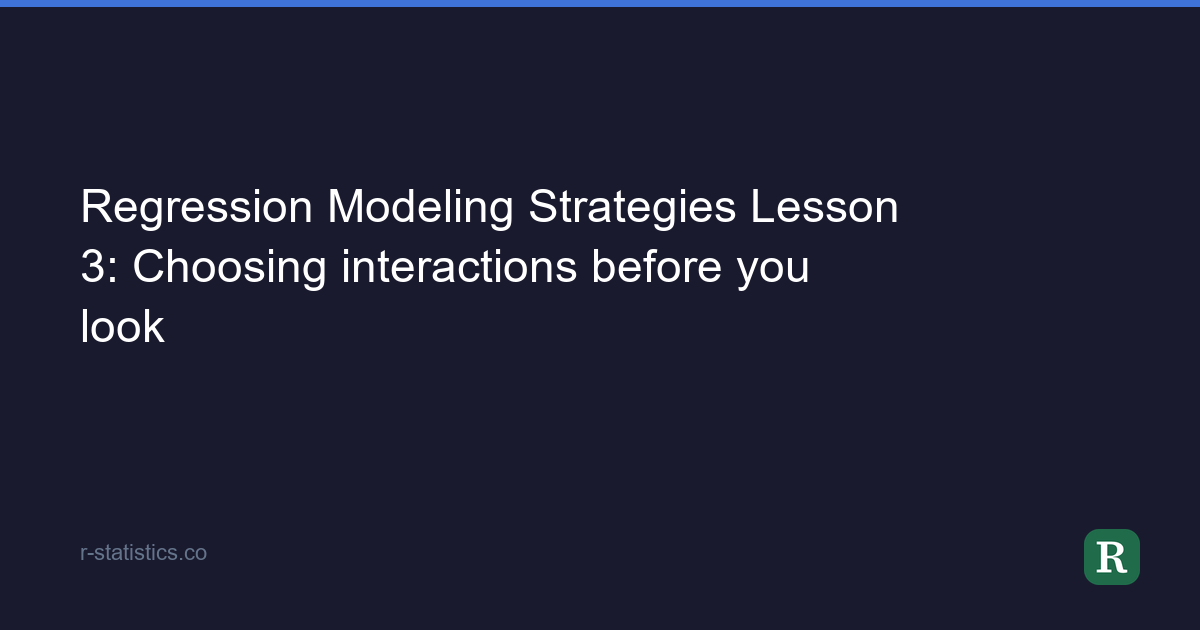 Regression Modeling Strategies Lesson
3: Choosing interactions before you
look
r-statistics.co
R